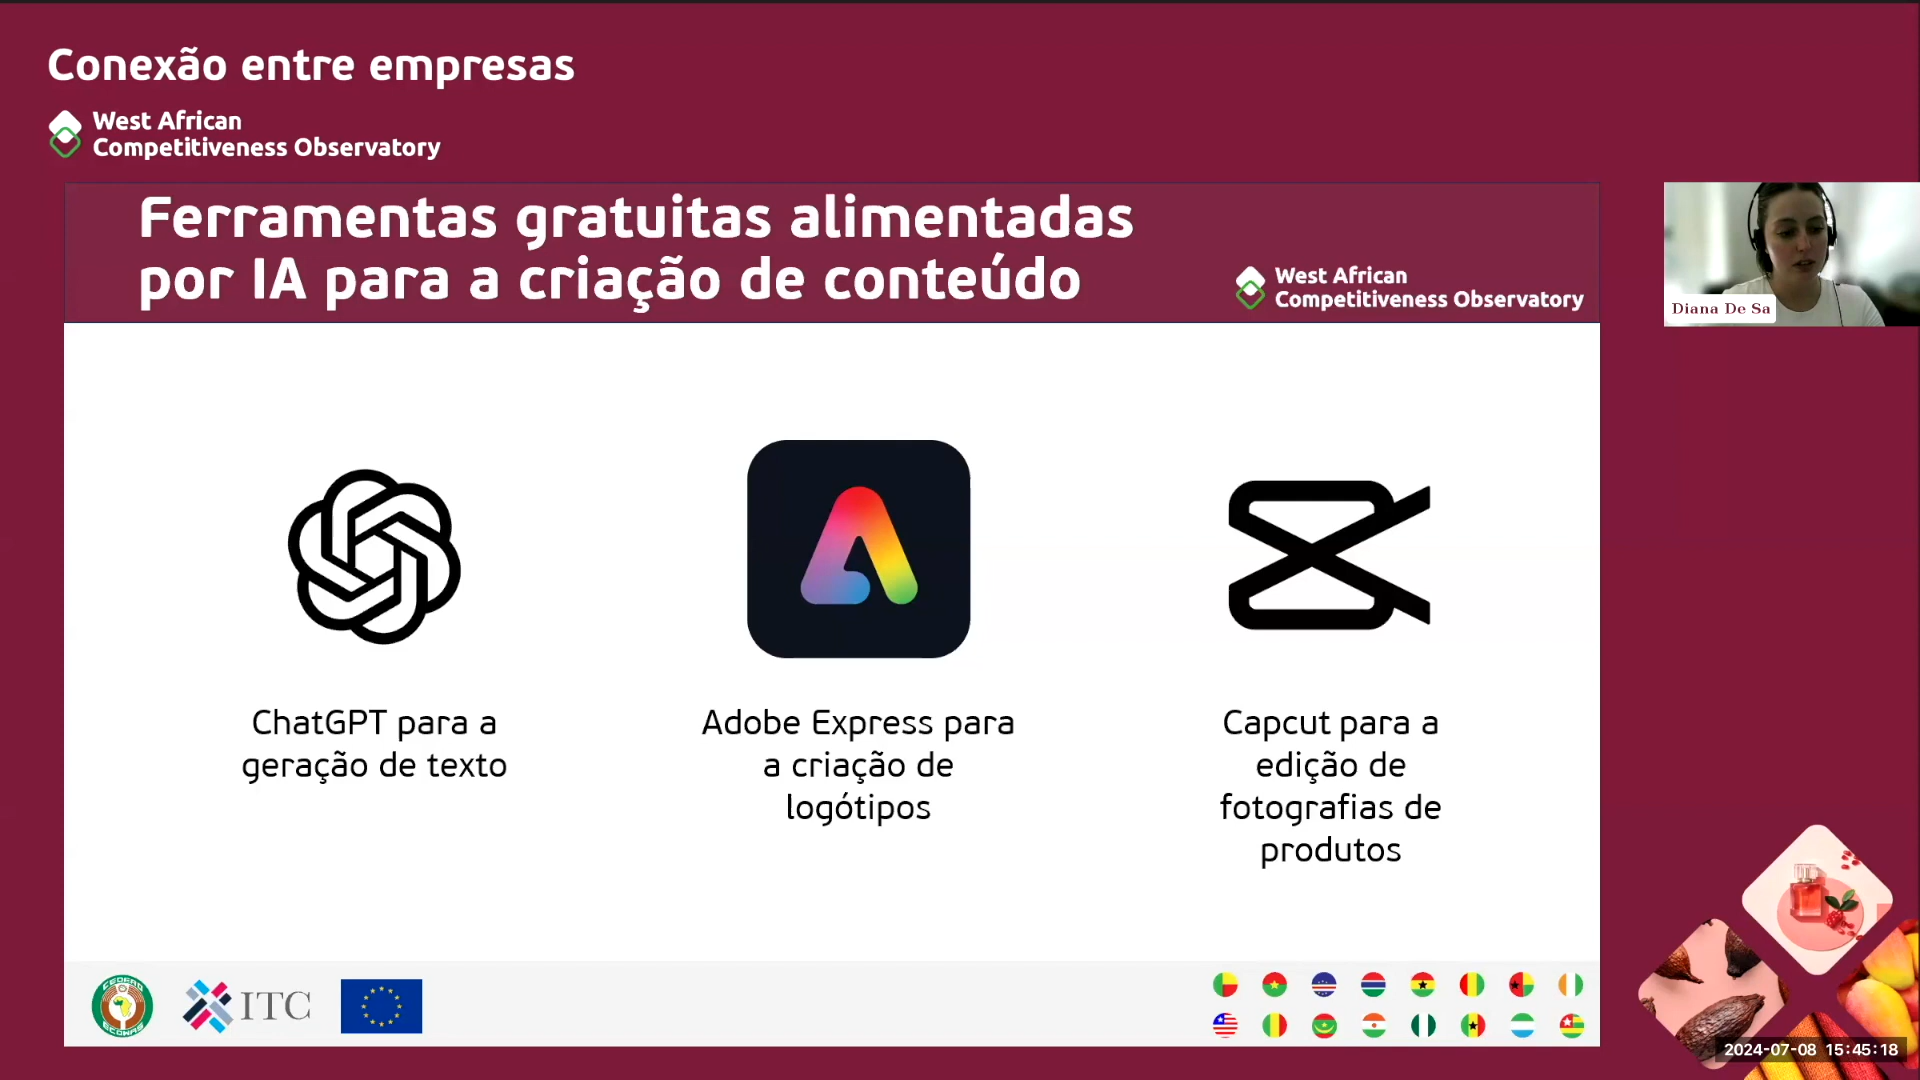 Conexão entre empresas
West African
Competitiveness Observatory
Ferramentas gratuitas alimentadas
por IA para a criação de conteúdo
West African
Competitiveness Observatory
Diana De Sa
ChatGPT para a
geração de texto
Adobe Express para
a criação de
logótipos
Capcut para a
edição de
fotografias de
produtos
CEDEAO
ECOWAS
ITC
2024-07-08 15:45:18